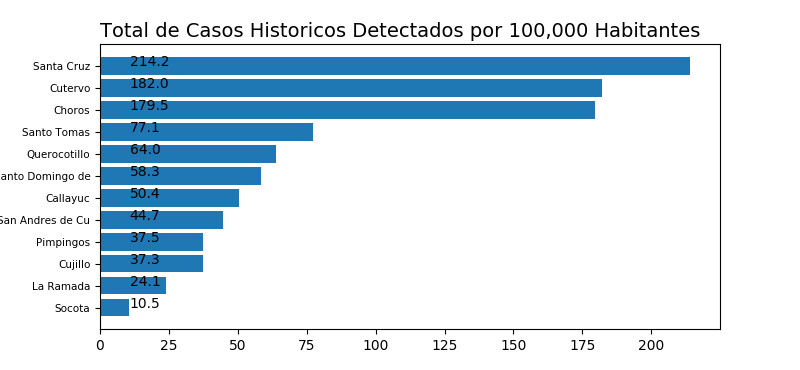 Total de Casos Historicos Detectados por 100,000 Habitantes
Santa Cruz 214.2
Cutervo 182.0
Choros 179.5
Santo Tomas 77.1
Querocotillo 64.0
anto Domingo de 58.3
Callayuc 50.4
San Andres de Cu 44.7
Pimpingos 37.5
Cujillo 37.3
La Ramada 24.1
Socota 10.5
0 25 50 75 100 125 150 175 200